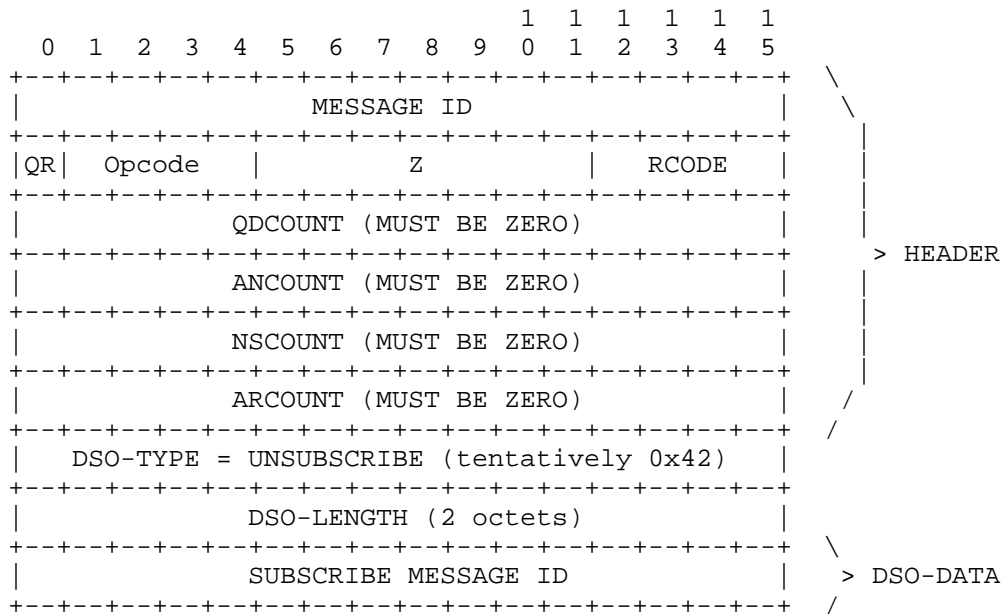 1  1  1  1  1  1
   0  1  2  3  4  5  6  7  8  9  0  1  2  3  4  5
+--+--+--+--+--+--+--+--+--+--+--+--+--+--+--+--+  \
|                  MESSAGE ID                   |   \
+--+--+--+--+--+--+--+--+--+--+--+--+--+--+--+--+    |
|QR|  Opcode   |         Z          |   RCODE   |    |
+--+--+--+--+--+--+--+--+--+--+--+--+--+--+--+--+    |
|             QDCOUNT (MUST BE ZERO)            |    |
+--+--+--+--+--+--+--+--+--+--+--+--+--+--+--+--+     > HEADER
|             ANCOUNT (MUST BE ZERO)            |    |
+--+--+--+--+--+--+--+--+--+--+--+--+--+--+--+--+    |
|             NSCOUNT (MUST BE ZERO)            |    |
+--+--+--+--+--+--+--+--+--+--+--+--+--+--+--+--+    |
|             ARCOUNT (MUST BE ZERO)            |   /
+--+--+--+--+--+--+--+--+--+--+--+--+--+--+--+--+  /
|   DSO-TYPE = UNSUBSCRIBE (tentatively 0x42)   |
+--+--+--+--+--+--+--+--+--+--+--+--+--+--+--+--+
|              DSO-LENGTH (2 octets)            |
+--+--+--+--+--+--+--+--+--+--+--+--+--+--+--+--+  \
|              SUBSCRIBE MESSAGE ID             |   > DSO-DATA
+--+--+--+--+--+--+--+--+--+--+--+--+--+--+--+--+  /